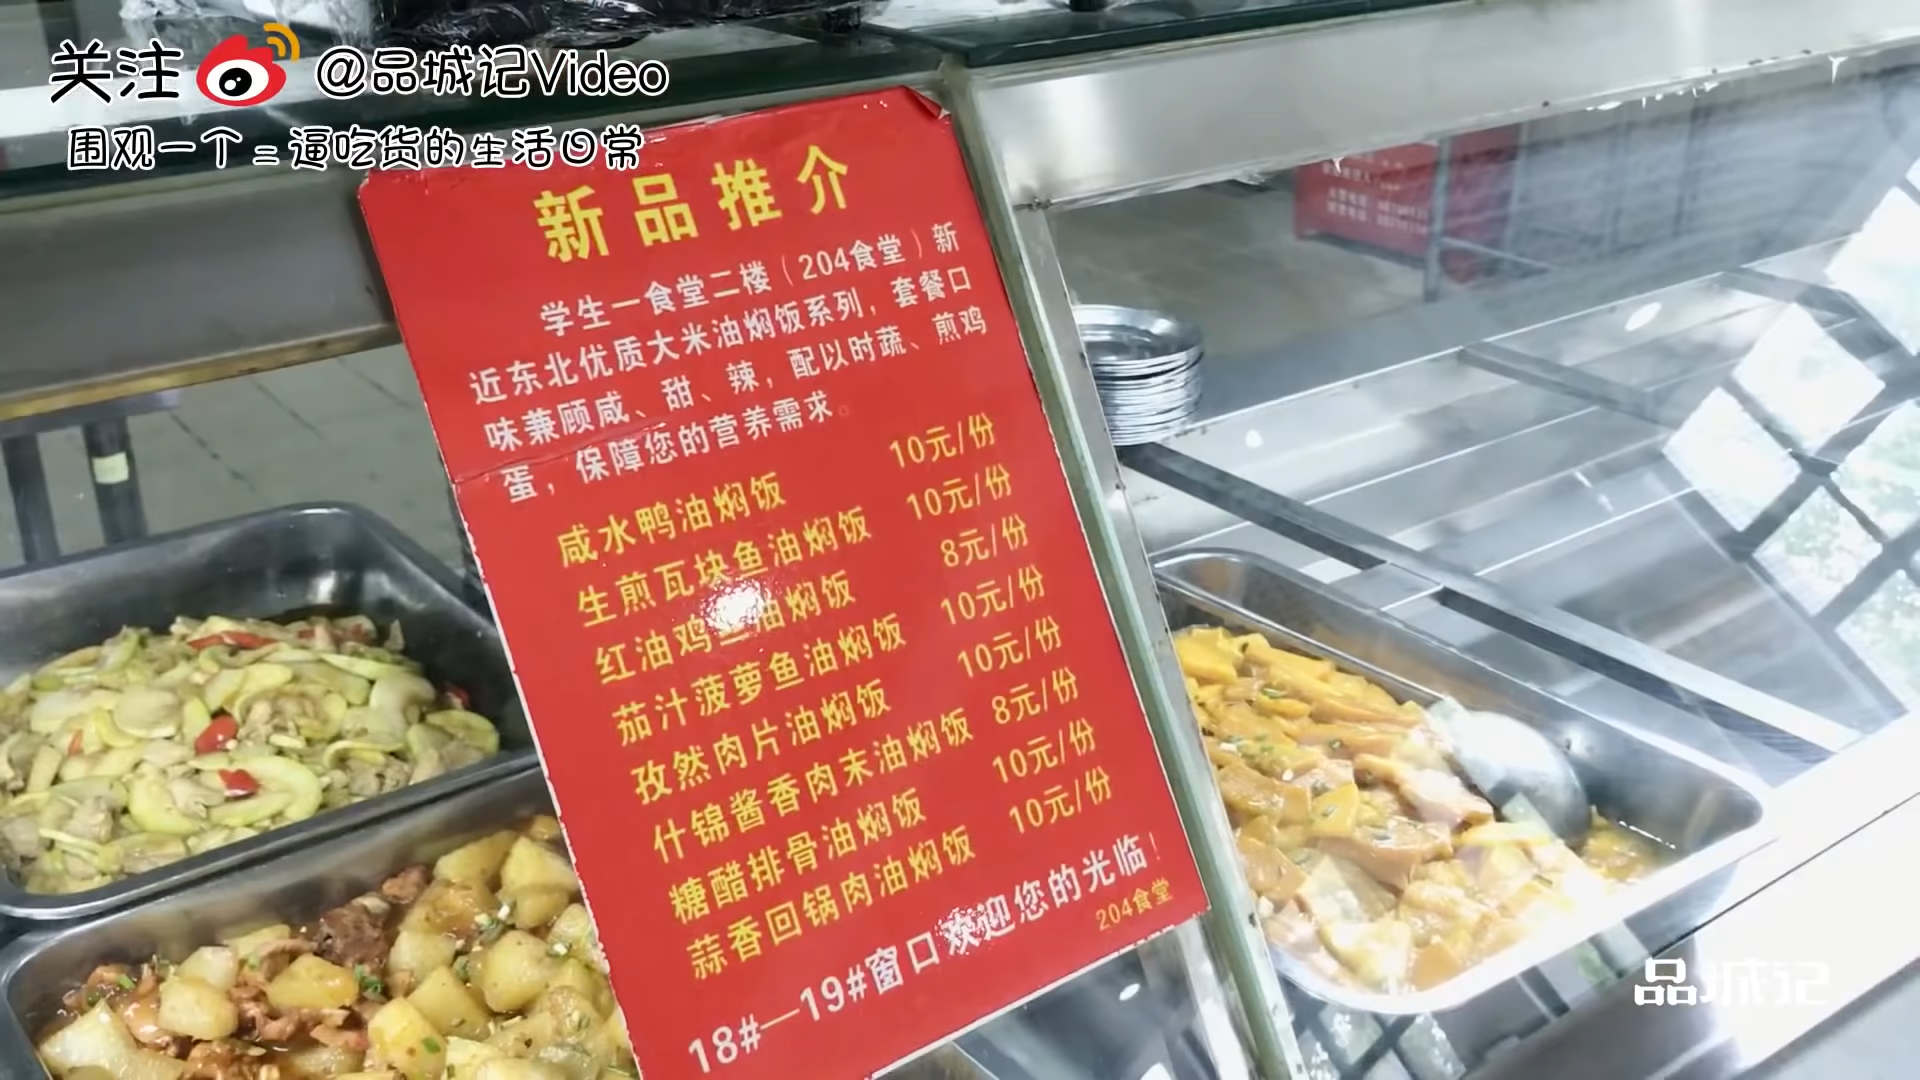 关注 @品城记Video
围观一个二逼吃货的生活日常
新品推介
学生一食堂二楼（204食堂）新
近东北优质大米油焖饭系列，套餐口
味兼顾咸、甜、辣，配以时蔬、煎鸡
蛋，保障您的营养需求。
咸水鸭油焖饭 10元/份
生煎瓦块鱼油焖饭 10元/份
红油鸡丝油焖饭 8元/份
茄汁菠萝鱼油焖饭 10元/份
孜然肉片油焖饭 10元/份
什锦酱香肉末油焖饭 8元/份
糖醋排骨油焖饭 10元/份
蒜香回锅肉油焖饭 10元/份
18#—19#窗口欢迎您的光临！
204食堂
品城记